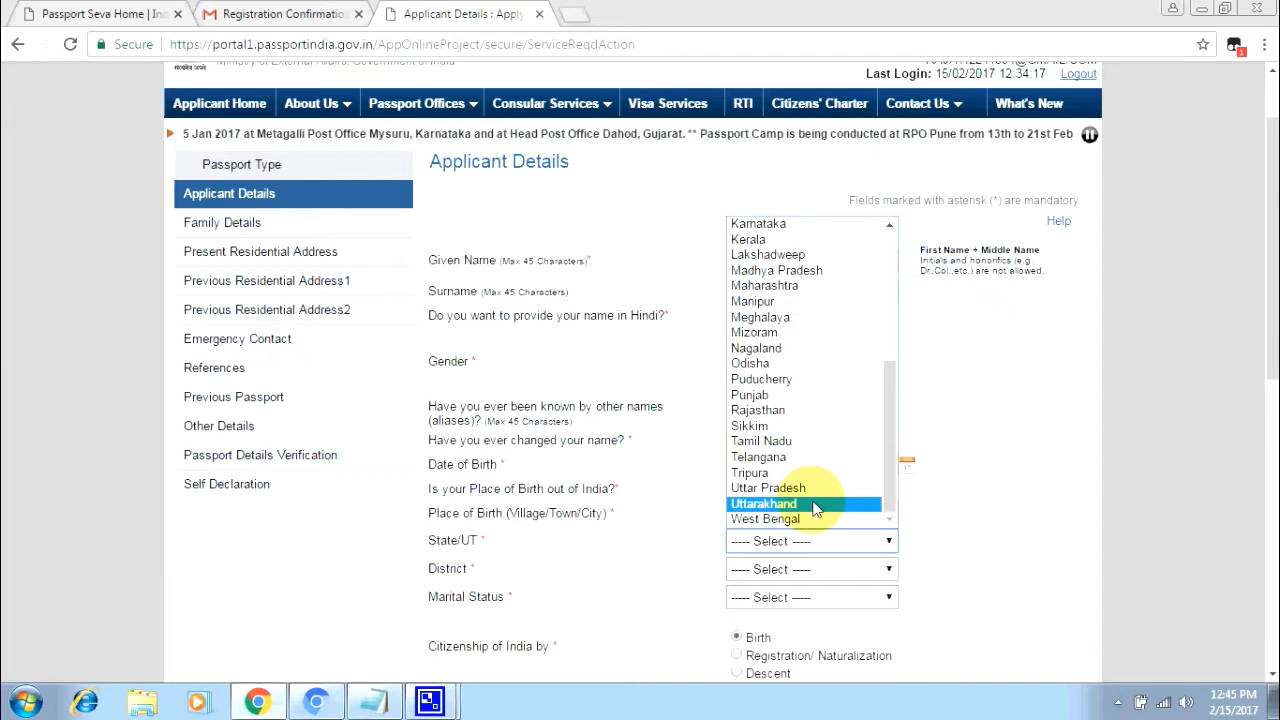 Passport Seva Home | In
Registration Confirmatio
Applicant Details : Apply
Secure
https://portal1.passportindia.gov.in/AppOnlineProject/secure/ServiceReqdAction
1
Ministry of External Affairs, Government of India
Last Login: 15/02/2017 12:34:17 Logout
Applicant Home About Us Passport Offices Consular Services Visa Services RTI Citizens' Charter Contact Us What's New
5 Jan 2017 at Metagalli Post Office Mysuru, Karnataka and at Head Post Office Dahod, Gujarat. ** Passport Camp is being conducted at RPO Pune from 13th to 21st Feb
Passport Type
Applicant Details
Family Details
Present Residential Address
Previous Residential Address1
Previous Residential Address2
Emergency Contact
References
Previous Passport
Other Details
Passport Details Verification
Self Declaration
Applicant Details
Fields marked with asterisk (*) are mandatory
Help
Given Name (Max 45 Characters)*
Surname (Max 45 Characters)
Do you want to provide your name in Hindi?*
Gender *
Have you ever been known by other names
(aliases)? (Max 45 Characters)
Have you ever changed your name? *
Date of Birth *
Is your Place of Birth out of India?*
Place of Birth (Village/Town/City) *
State/UT *
District *
Marital Status *
Citizenship of India by *
Karnataka
Kerala
Lakshadweep
Madhya Pradesh
Maharashtra
Manipur
Meghalaya
Mizoram
Nagaland
Odisha
Puducherry
Punjab
Rajasthan
Sikkim
Tamil Nadu
Telangana
Tripura
Uttar Pradesh
Uttarakhand
West Bengal
----- Select -----
----- Select -----
----- Select -----
Birth
Registration/ Naturalization
Descent
First Name + Middle Name
Initials and honorifics (e.g
Dr.Col.,etc.) are not allowed.
12:45 PM
2/15/2017